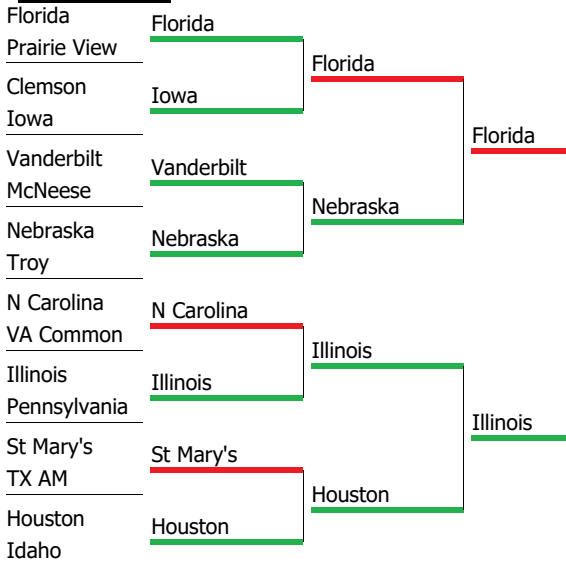 Florida
Prairie View
Clemson
Iowa
Vanderbilt
McNeese
Nebraska
Troy
N Carolina
VA Common
Illinois
Pennsylvania
St Mary's
TX AM
Houston
Idaho
Florida
Iowa
Vanderbilt
Nebraska
N Carolina
Illinois
St Mary's
Houston
Florida
Nebraska
Illinois
Houston
Florida
Illinois